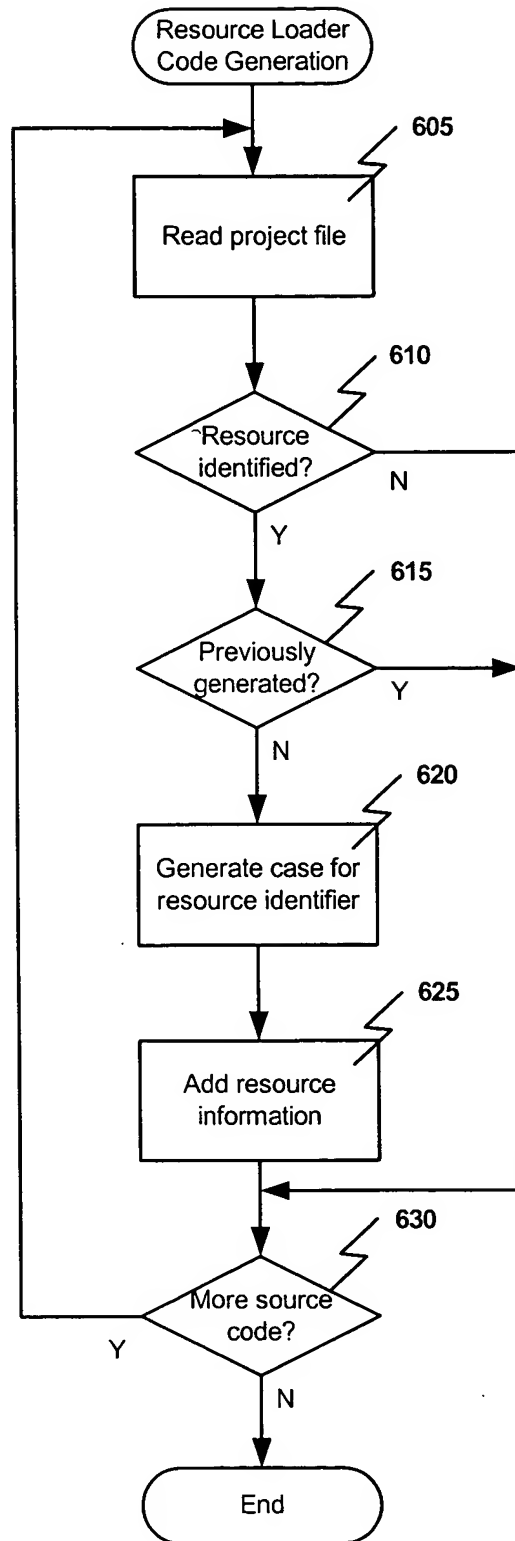 Resource Loader
Code Generation
605
Read project file
610
Resource
identified?
N
Y
615
Previously
generated?
Y
N
620
Generate case for
resource identifier
625
Add resource
information
630
More source
code?
Y
N
End